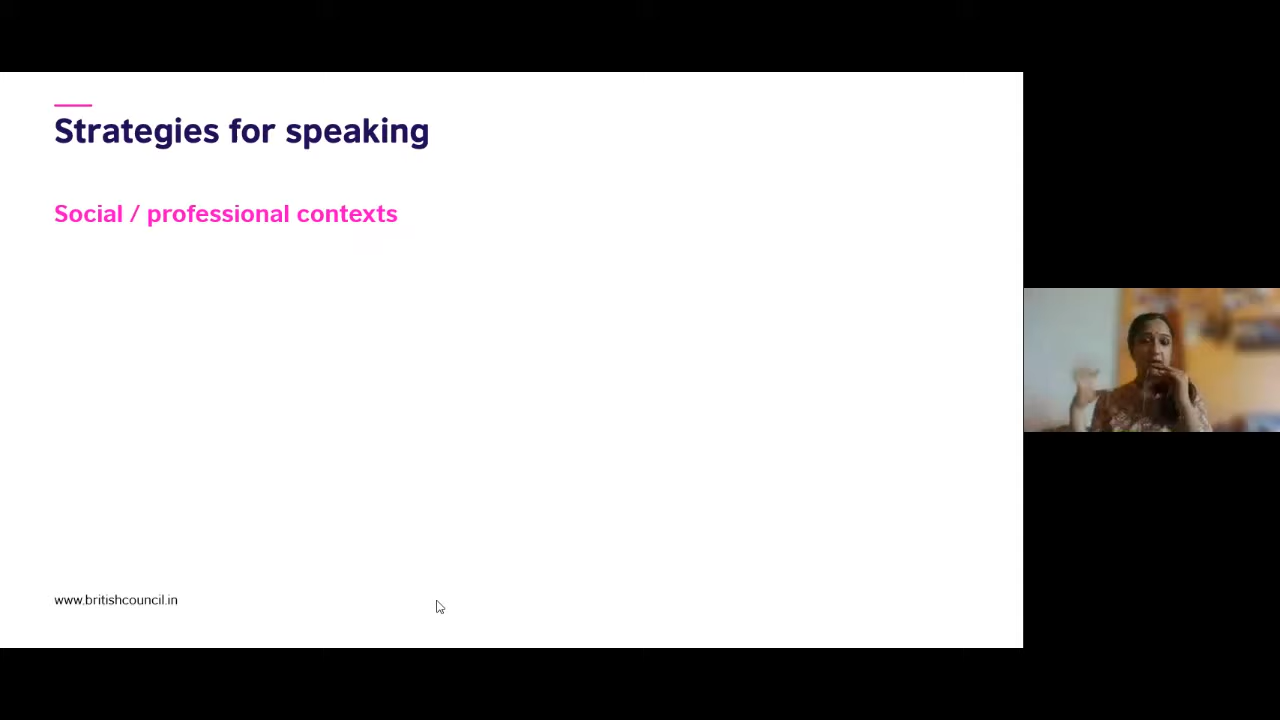 Strategies for speaking
Social / professional contexts
www.britishcouncil.in